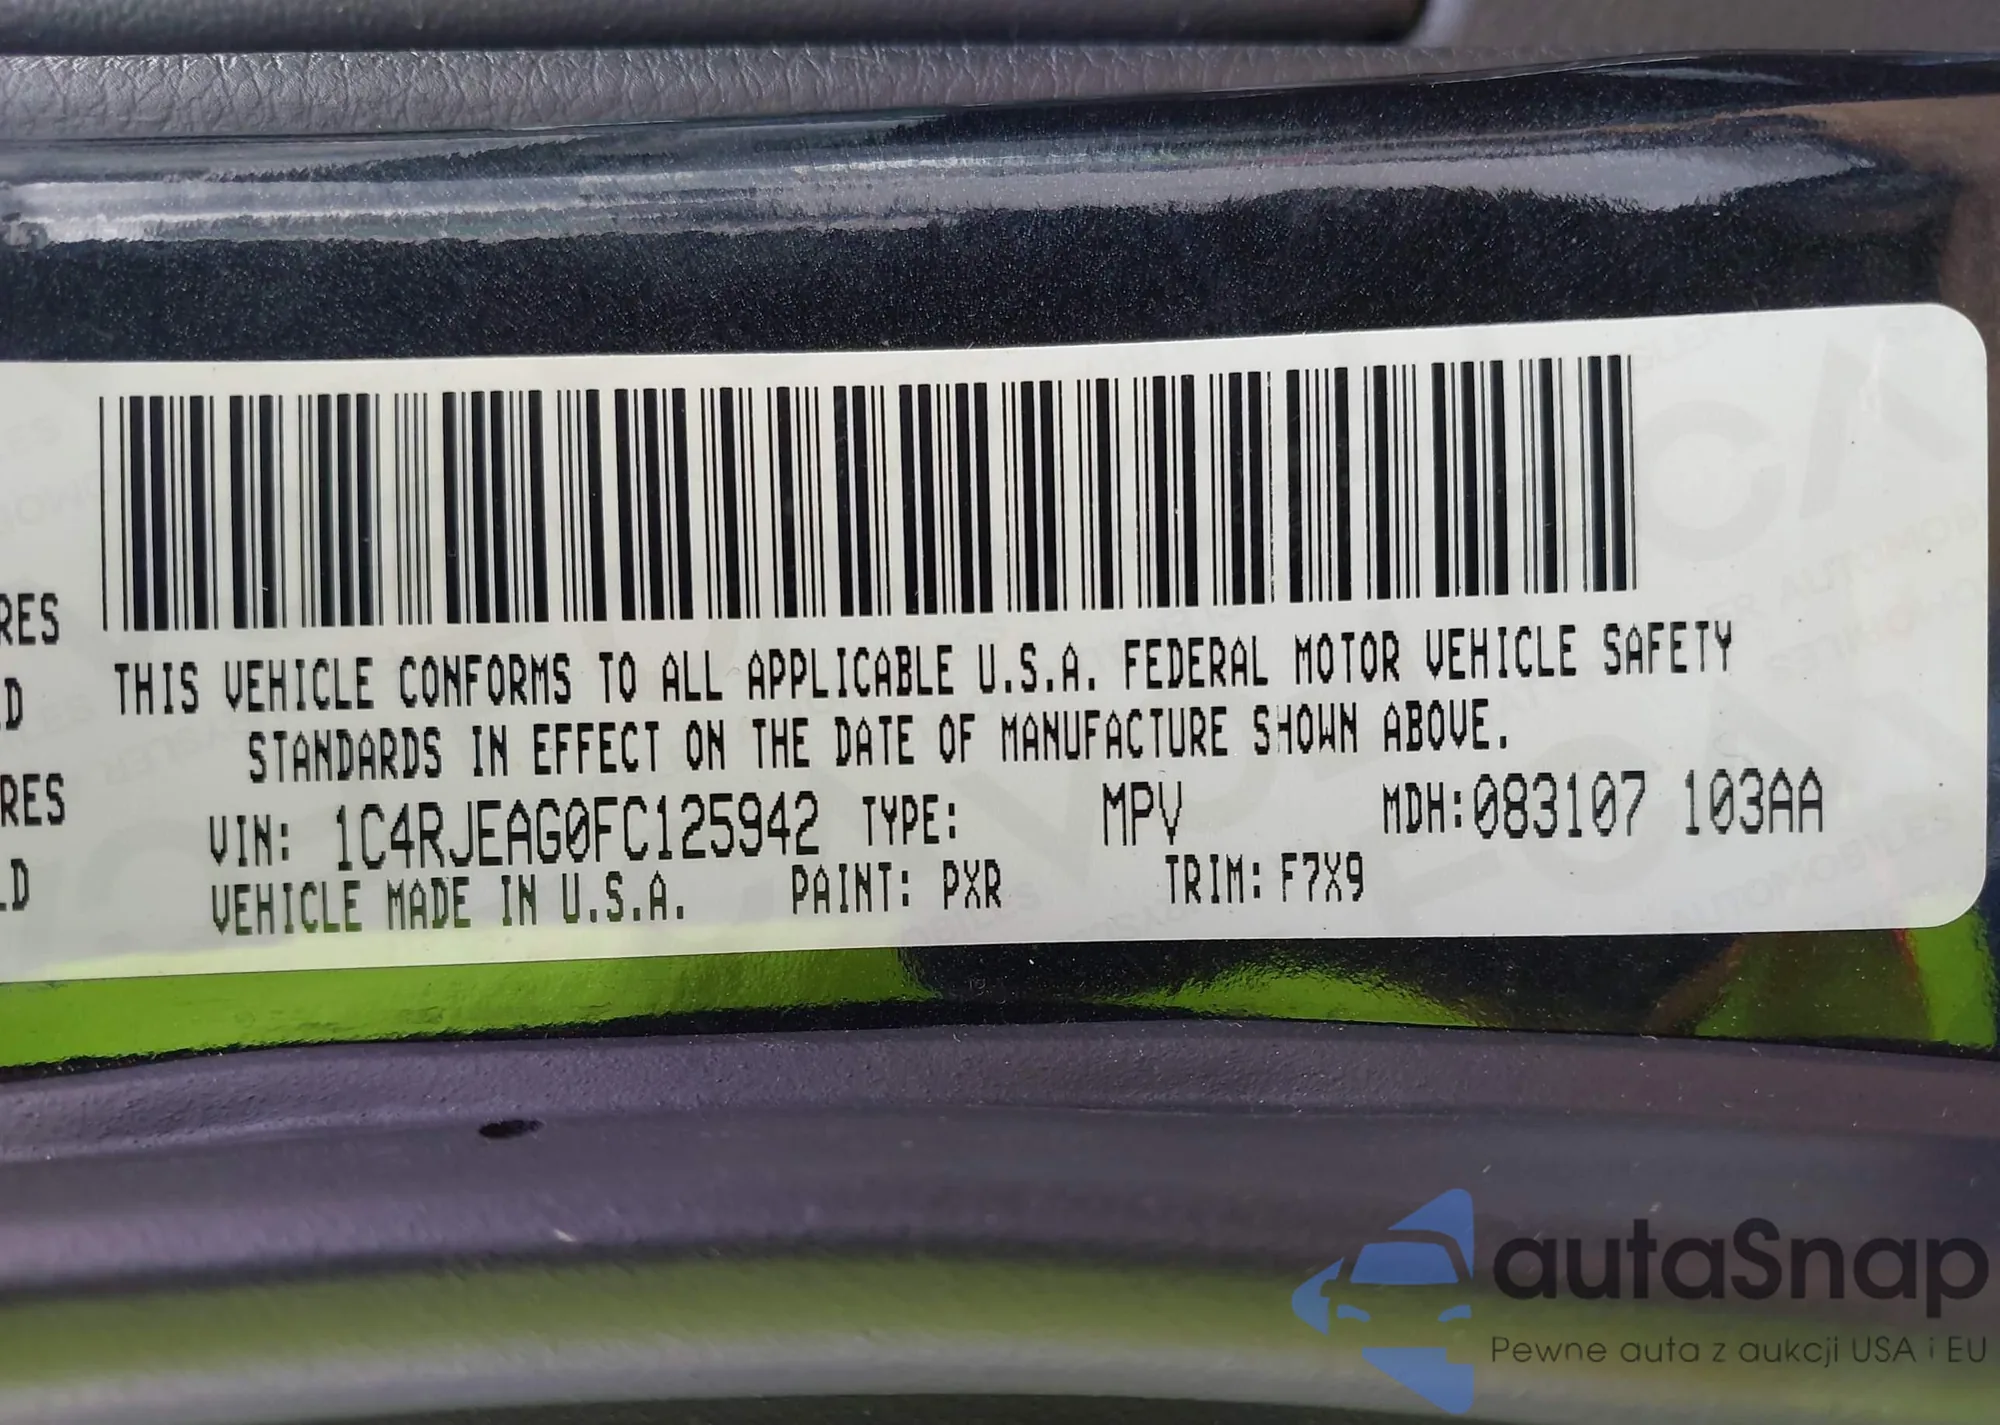 RES
LD
RES
LD
THIS VEHICLE CONFORMS TO ALL APPLICABLE U.S.A. FEDERAL MOTOR VEHICLE SAFETY
STANDARDS IN EFFECT ON THE DATE OF MANUFACTURE SHOWN ABOVE.
VIN: 1C4RJEAG0FC125942 TYPE: MPV MDH:083107 103AA
VEHICLE MADE IN U.S.A. PAINT: PXR TRIM: F7X9
autaSnap
Pewne auta z aukcji USA i EU